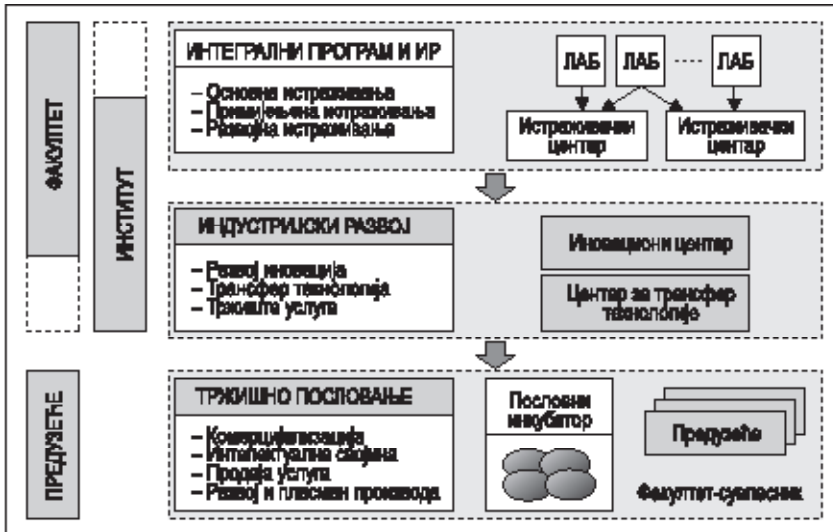 ФАКУЛТЕТ
ИНСТИТУТ
ПРЕДУЗЕЋЕ
ИНТЕГРАЛНИ ПРОГРАМ И ИР
– Основна истраживања
– Примијењена истраживања
– Развојна истраживања
ЛАБ
ЛАБ
ЛАБ
Истраживачки
центар
Истраживачки
центар
ИНДУСТРИЈСКИ РАЗВОЈ
– Развој иновација
– Трансфер технологија
– Тржиште услуга
Иновациони центар
Центар за трансфер
технологије
ТРЖИШНО ПОСЛОВАЊЕ
– Комерцијализација
– Интелектуална својина
– Продаја услуга
– Развој и пласман производа
Пословни
инкубатор
Предузеће
Факултет-сувласник